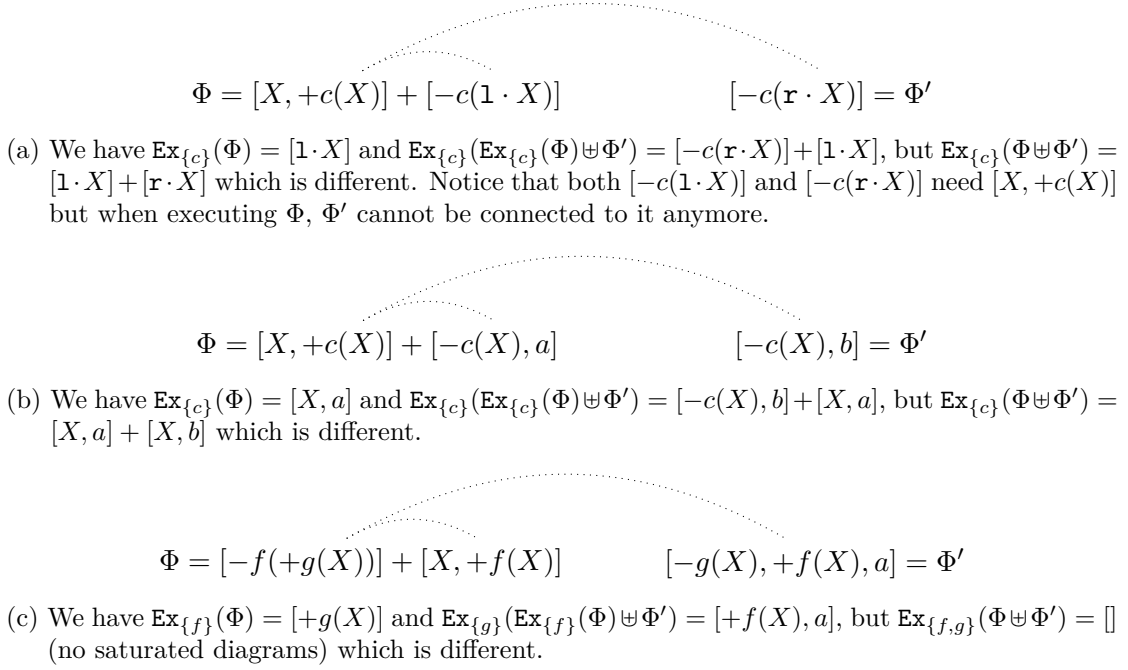 Φ = [X, +c(X)] + [−c(l · X)] [−c(r · X)] = Φ′
(a) We have Ex{c}(Φ) = [l·X] and Ex{c}(Ex{c}(Φ)⊎Φ′) = [−c(r·X)]+[l·X], but Ex{c}(Φ⊎Φ′) =
[l·X]+[r·X] which is different. Notice that both [−c(l·X)] and [−c(r·X)] need [X, +c(X)]
but when executing Φ, Φ′ cannot be connected to it anymore.
Φ = [X, +c(X)] + [−c(X), a] [−c(X), b] = Φ′
(b) We have Ex{c}(Φ) = [X, a] and Ex{c}(Ex{c}(Φ)⊎Φ′) = [−c(X), b]+[X, a], but Ex{c}(Φ⊎Φ′) =
[X, a] + [X, b] which is different.
Φ = [−f(+g(X))] + [X, +f(X)] [−g(X), +f(X), a] = Φ′
(c) We have Ex{f}(Φ) = [+g(X)] and Ex{g}(Ex{f}(Φ)⊎Φ′) = [+f(X), a], but Ex{f,g}(Φ⊎Φ′) = []
(no saturated diagrams) which is different.